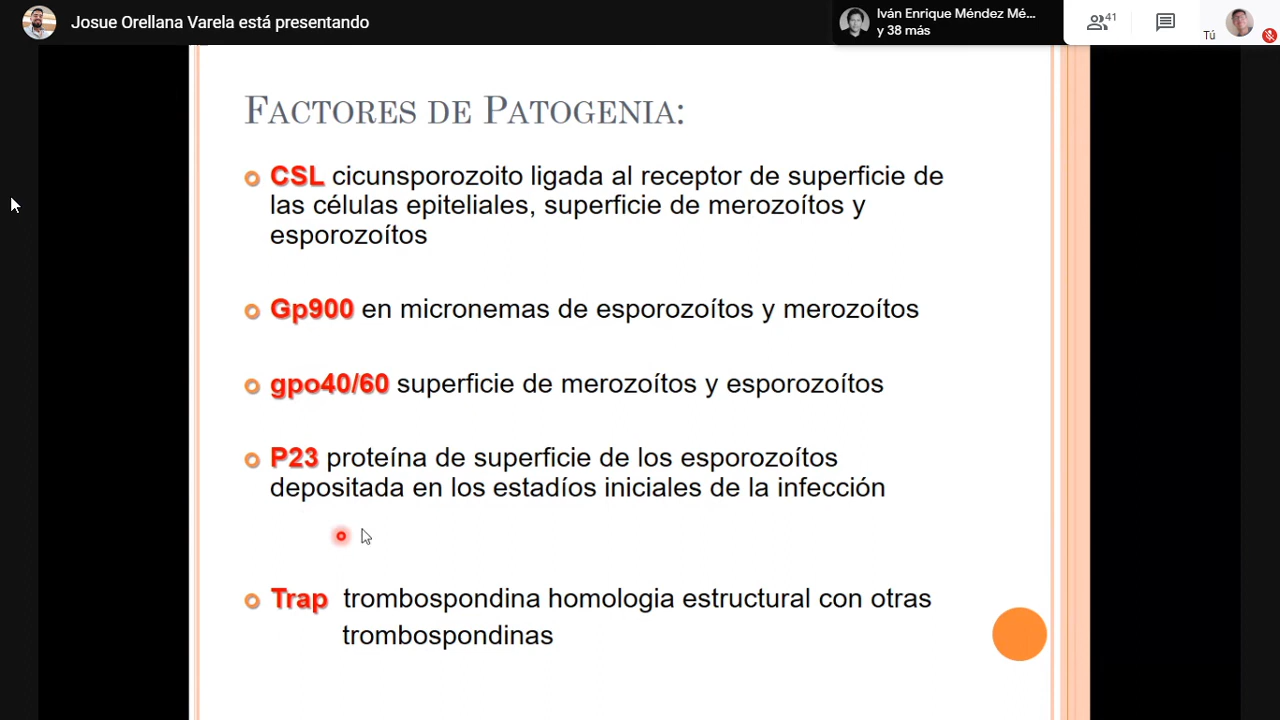 Josue Orellana Varela está presentando
Iván Enrique Méndez Mé...
y 38 más
41
Tú
FACTORES DE PATOGENIA:
CSL cicunsporozoito ligada al receptor de superficie de
las células epiteliales, superficie de merozoítos y
esporozoítos
Gp900 en micronemas de esporozoítos y merozoítos
gpo40/60 superficie de merozoítos y esporozoítos
P23 proteína de superficie de los esporozoítos
depositada en los estadíos iniciales de la infección
Trap trombospondina homologia estructural con otras
trombospondinas